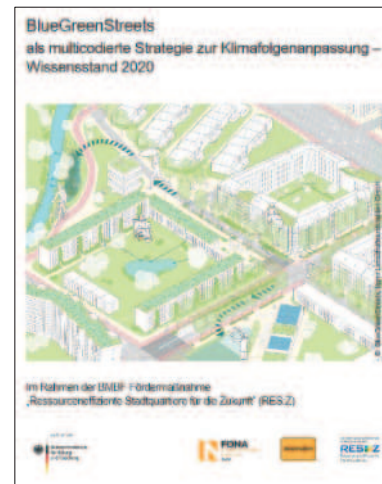 BlueGreenStreets
als multicodierte Strategie zur Klimafolgenanpassung –
Wissensstand 2020
Im Rahmen der BMBF Fördermaßnahme
„Ressourceneffiziente Stadtquartiere für die Zukunft“ (RES:Z)
FONA
RES:Z